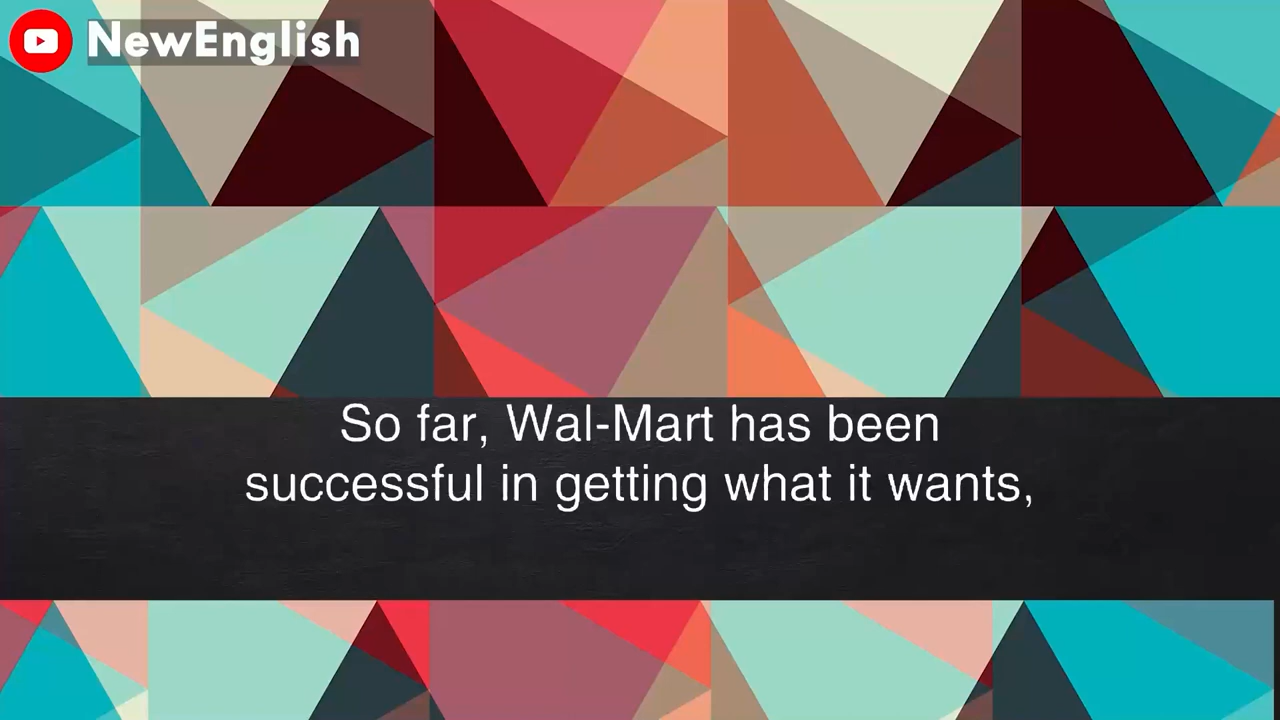 NewEnglish
So far, Wal-Mart has been
successful in getting what it wants,